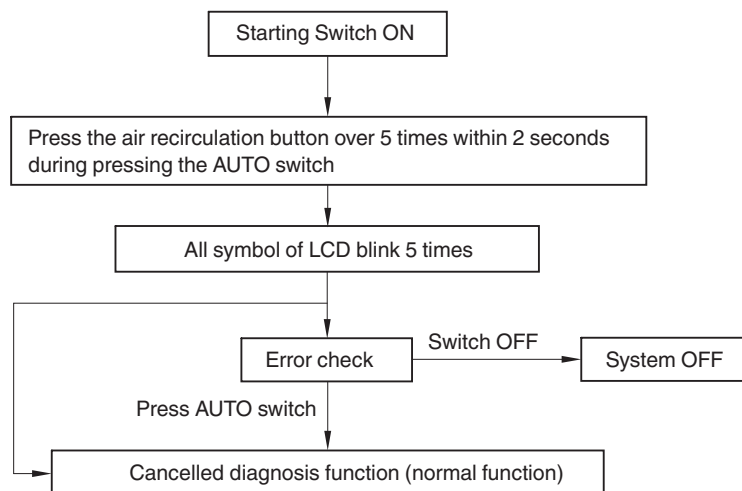 Starting Switch ON
Press the air recirculation button over 5 times within 2 seconds
during pressing the AUTO switch
All symbol of LCD blink 5 times
Error check
Switch OFF
System OFF
Press AUTO switch
Cancelled diagnosis function (normal function)